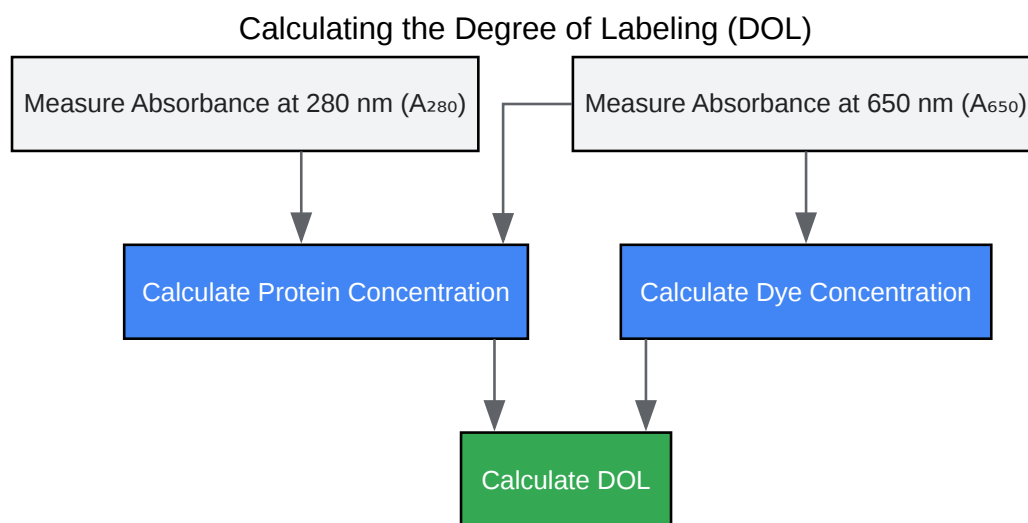 Calculating the Degree of Labeling (DOL)
Measure Absorbance at 280 nm (A₂₈₀)
Measure Absorbance at 650 nm (A₆₅₀)
Calculate Protein Concentration
Calculate Dye Concentration
Calculate DOL